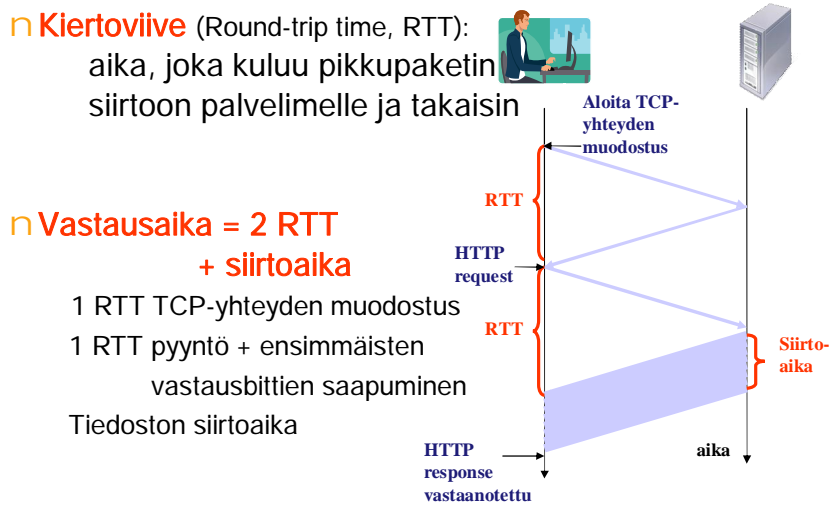 n Kiertoviive (Round-trip time, RTT):
aika, joka kuluu pikkupaketin
siirtoon palvelimelle ja takaisin
n Vastausaika = 2 RTT
+ siirtoaika
1 RTT TCP-yhteyden muodostus
1 RTT pyyntö + ensimmäisten
vastausbittien saapuminen
Tiedoston siirtoaika
Aloita TCP-
yhteyden
muodostus
RTT
HTTP
request
RTT
Siirto-
aika
HTTP
response
vastaanotettu
aika